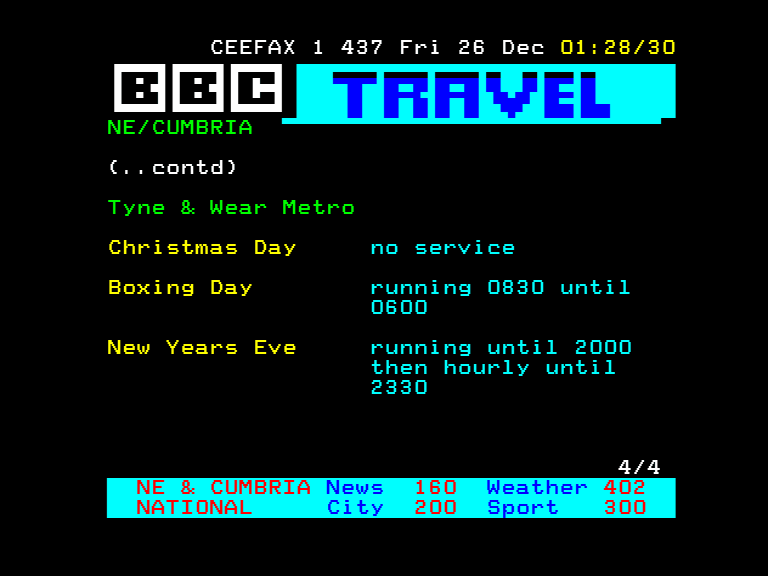 CEEFAX 1 437 Fri 26 Dec 01:28/30
BBC TRAVEL
NE/CUMBRIA
(..contd)
Tyne & Wear Metro
Christmas Day no service
Boxing Day running 0830 until
0600
New Years Eve running until 2000
then hourly until
2330
4/4
NE & CUMBRIA News 160 Weather 402
NATIONAL City 200 Sport 300